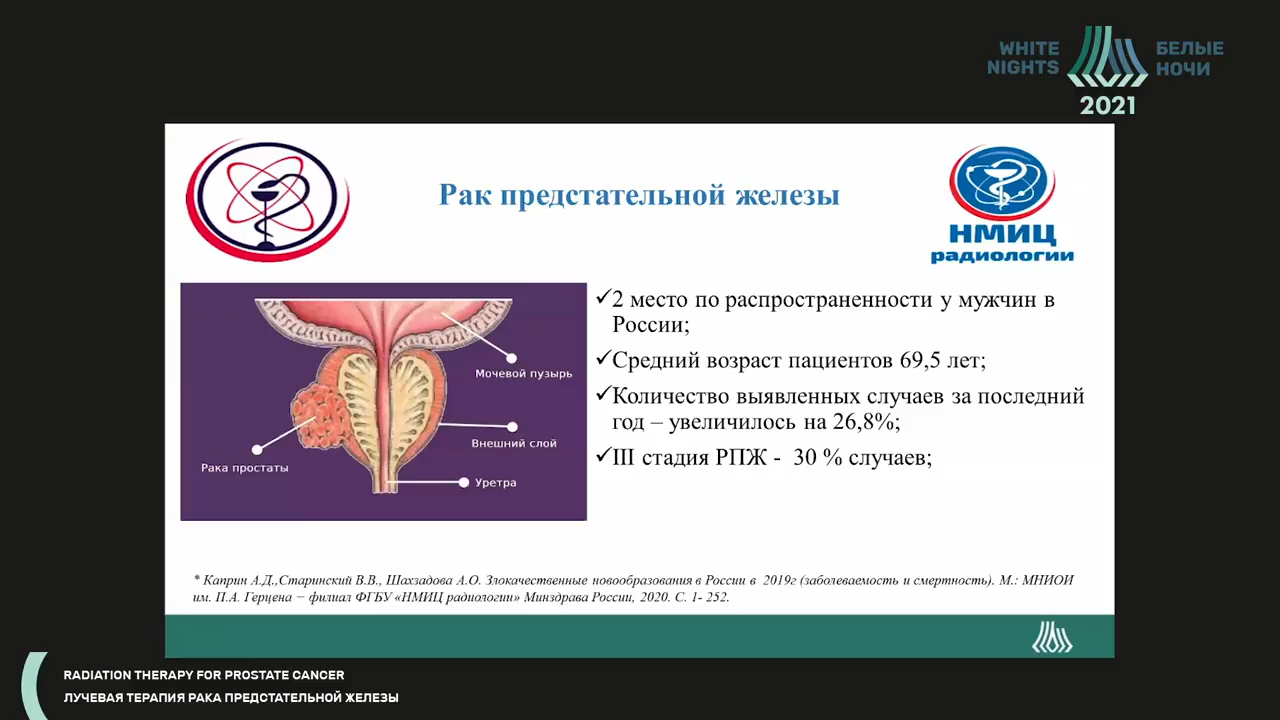 WHITE
NIGHTS
БЕЛЫЕ
НОЧИ
2021
Рак предстательной железы
НМИЦ
радиологии
Мочевой пузырь
Внешний слой
Рака простаты
Уретра
✓2 место по распространенности у мужчин в
России;
✓Средний возраст пациентов 69,5 лет;
✓Количество выявленных случаев за последний
год – увеличилось на 26,8%;
✓III стадия РПЖ - 30 % случаев;
* Каприн А.Д.,Старинский В.В., Шахзадова А.О. Злокачественные новообразования в России в 2019г (заболеваемость и смертность). М.: МНИОИ
им. П.А. Герцена − филиал ФГБУ «НМИЦ радиологии» Минздрава России, 2020. С. 1- 252.
RADIATION THERAPY FOR PROSTATE CANCER
ЛУЧЕВАЯ ТЕРАПИЯ РАКА ПРЕДСТАТЕЛЬНОЙ ЖЕЛЕЗЫ